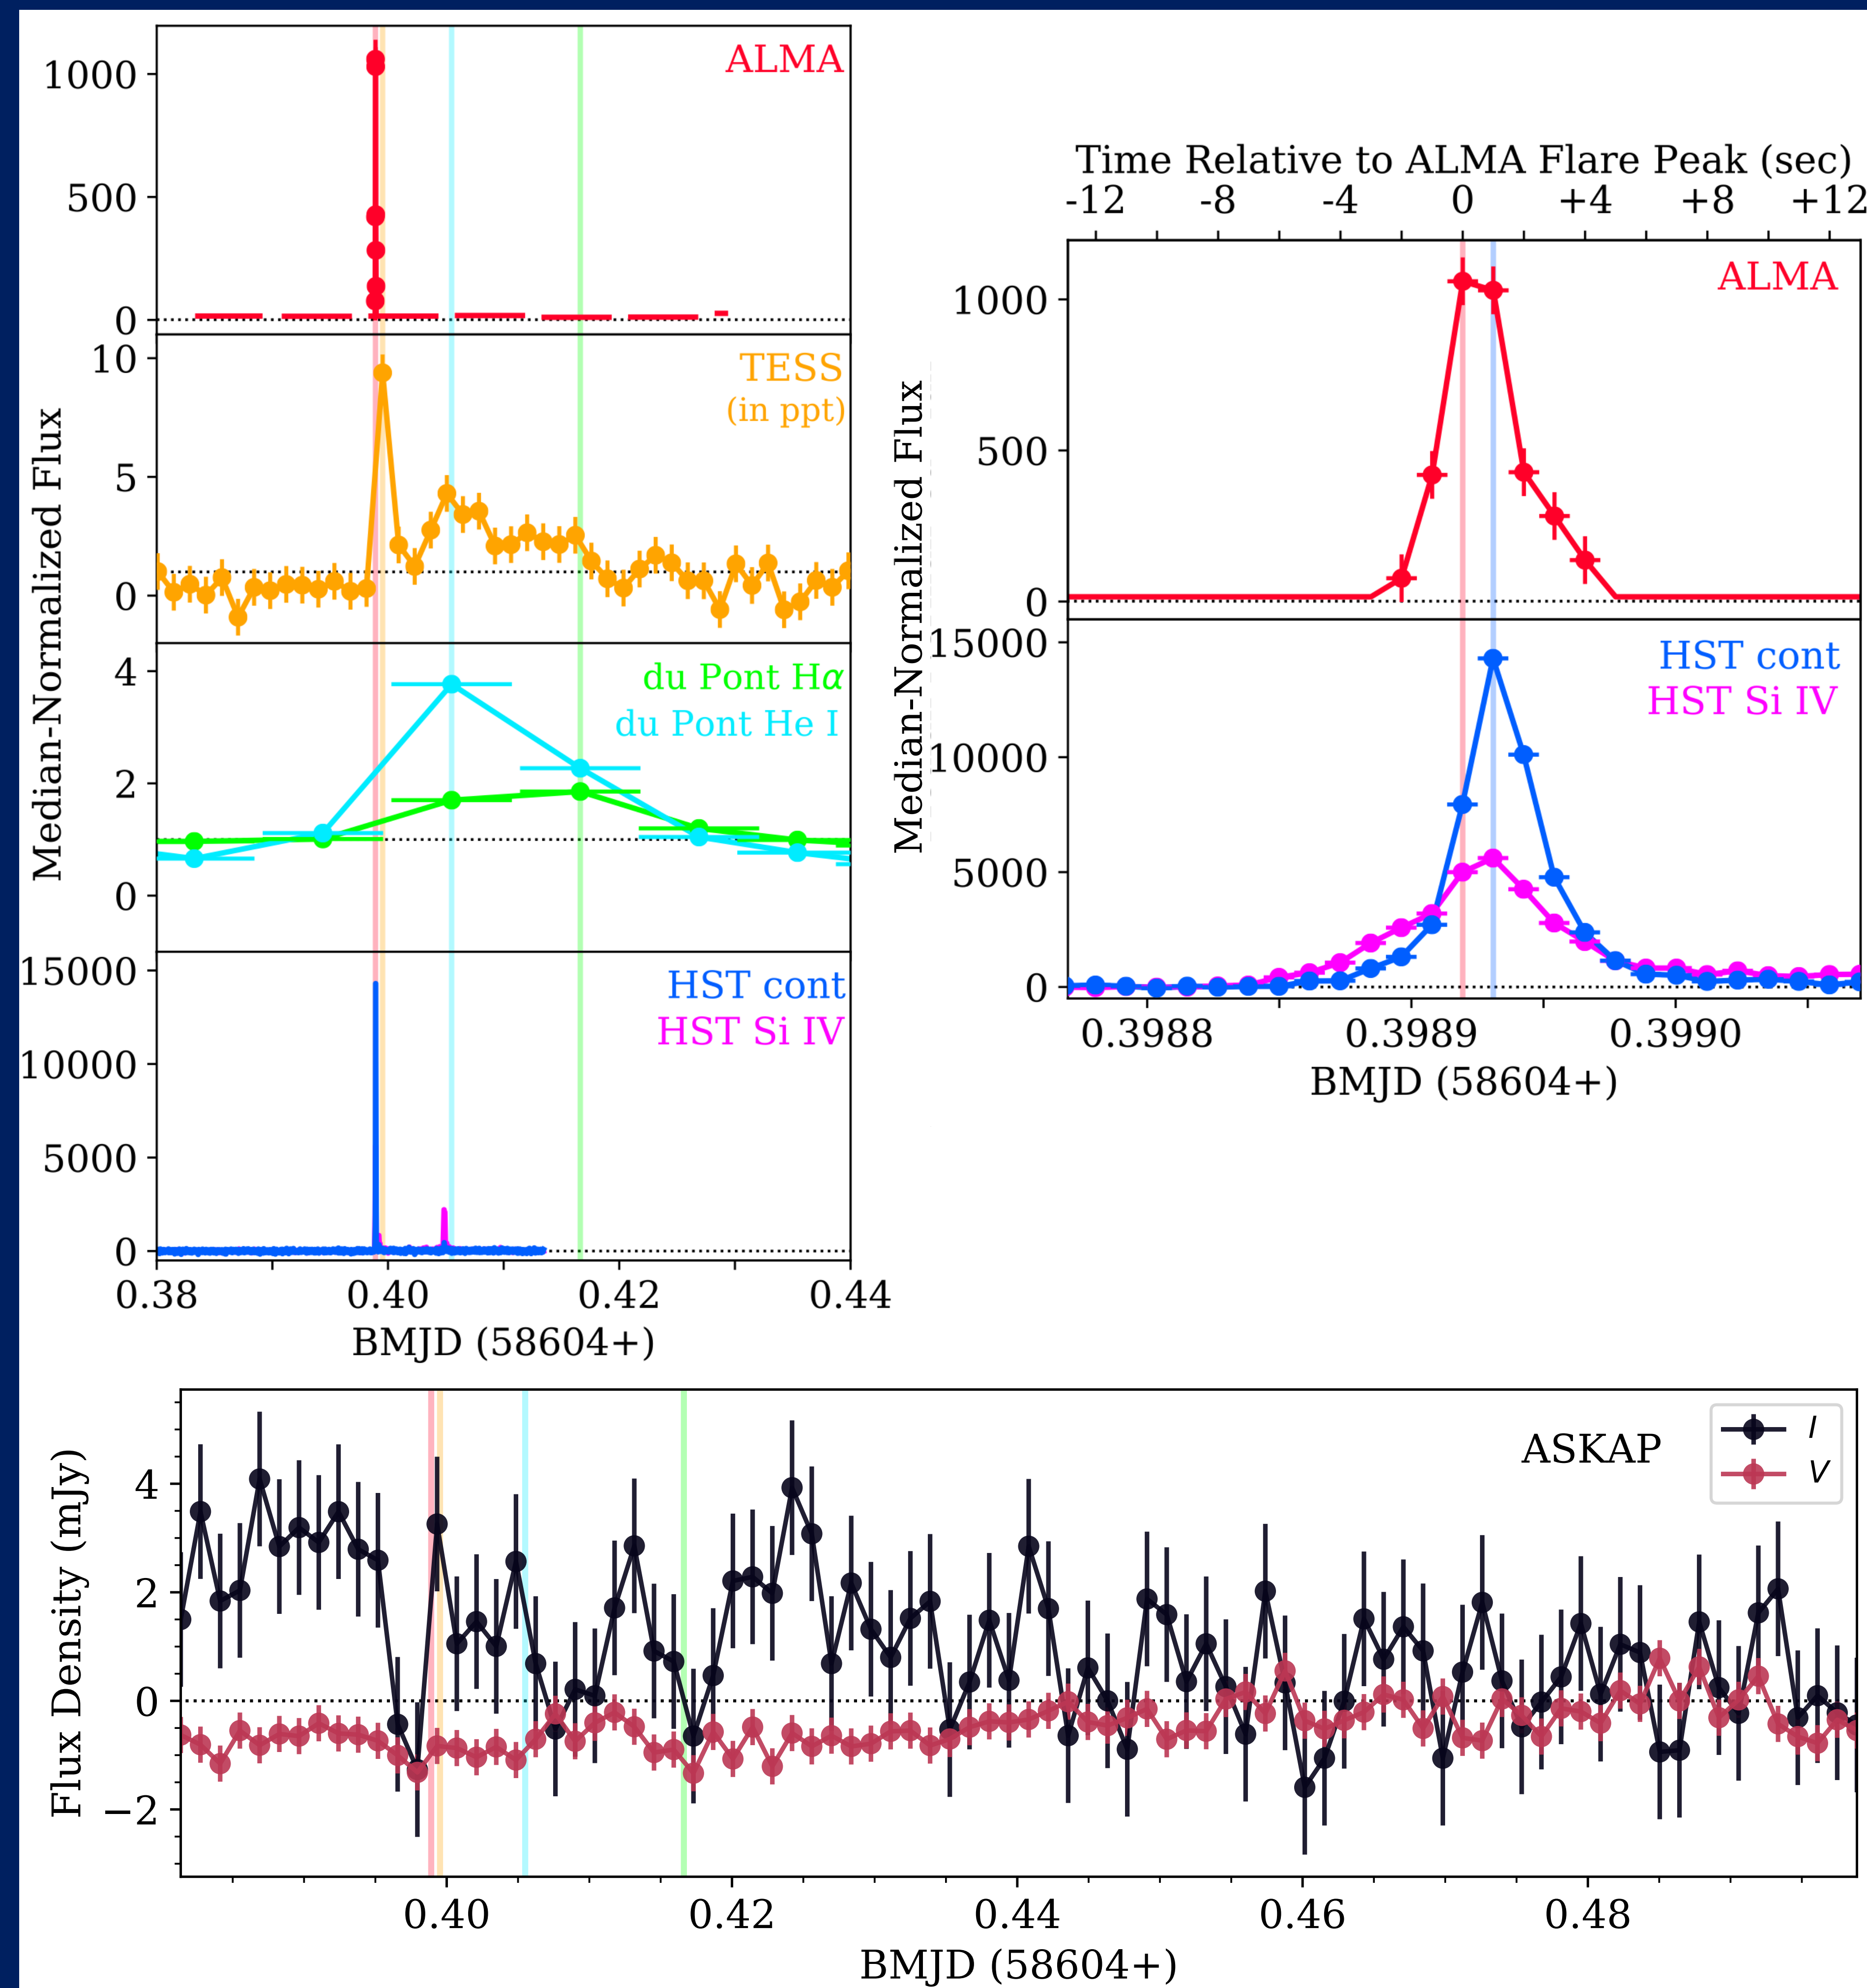 Median-Normalized Flux
1000
500
0
ALMA
10
5
0
TESS
(in ppt)
4
2
0
du Pont Hα
du Pont He I
15000
10000
5000
0
HST cont
HST Si IV
0.38 0.40 0.42 0.44
BMJD (58604+)
Time Relative to ALMA Flare Peak (sec)
-12 -8 -4 0 +4 +8 +12
Median-Normalized Flux
1000
500
0
ALMA
15000
10000
5000
0
HST cont
HST Si IV
0.3988 0.3989 0.3990
BMJD (58604+)
Flux Density (mJy)
4
2
0
−2
ASKAP
I
V
0.40 0.42 0.44 0.46 0.48
BMJD (58604+)